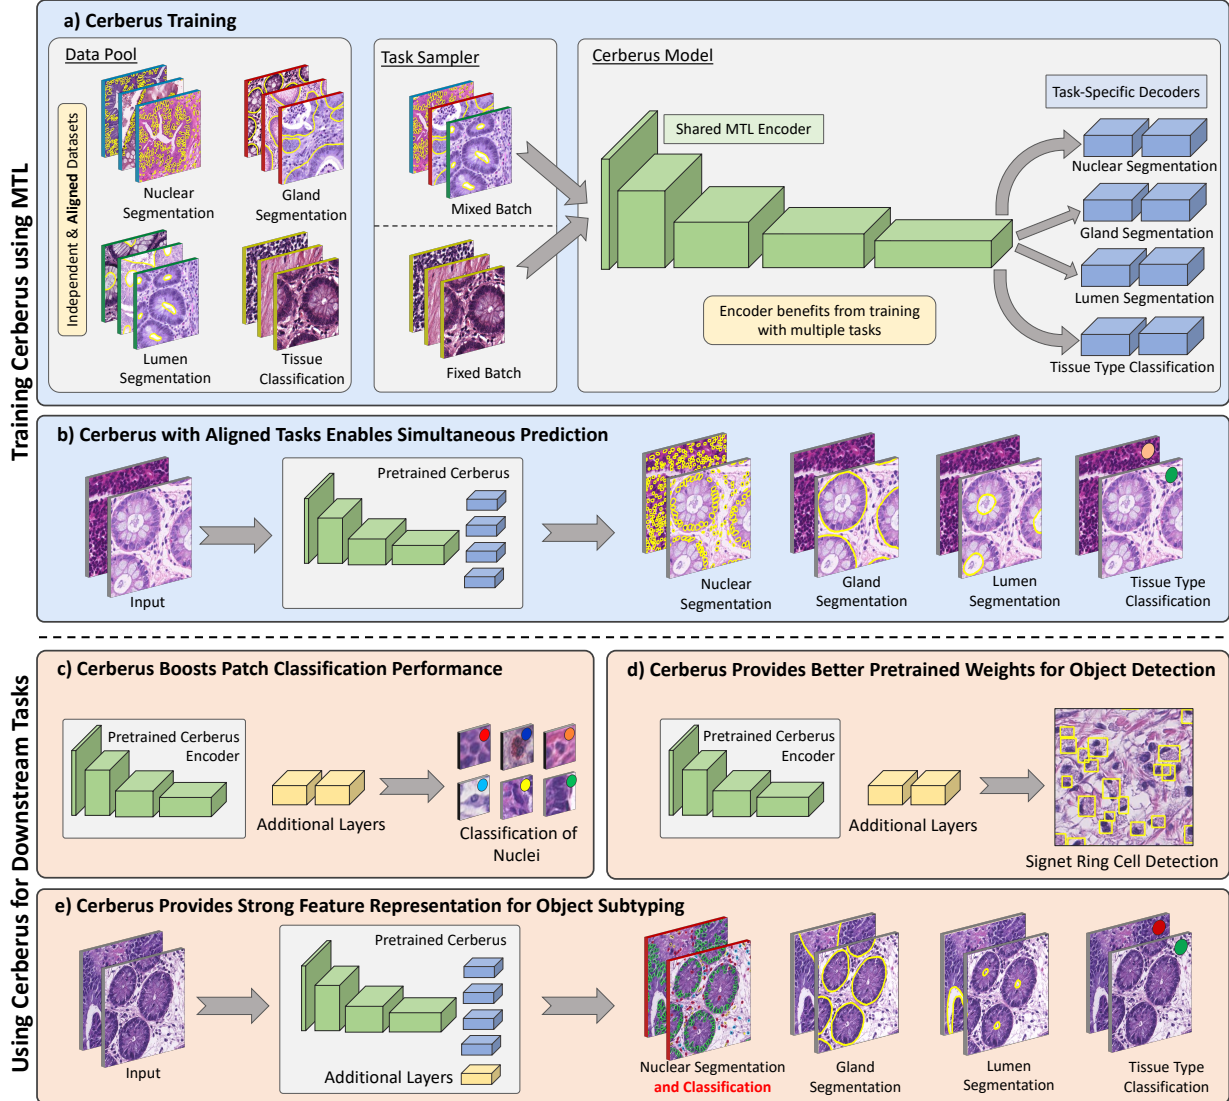 Training Cerberus using MTL
a) Cerberus Training
Data Pool
Independent & Aligned Datasets
Nuclear
Segmentation
Gland
Segmentation
Lumen
Segmentation
Tissue
Classification
Task Sampler
Mixed Batch
Fixed Batch
Cerberus Model
Shared MTL Encoder
Encoder benefits from training
with multiple tasks
Task-Specific Decoders
Nuclear Segmentation
Gland Segmentation
Lumen Segmentation
Tissue Type Classification
b) Cerberus with Aligned Tasks Enables Simultaneous Prediction
Input
Pretrained Cerberus
Nuclear
Segmentation
Gland
Segmentation
Lumen
Segmentation
Tissue Type
Classification
Using Cerberus for Downstream Tasks
c) Cerberus Boosts Patch Classification Performance
Pretrained Cerberus
Encoder
Additional Layers
Classification of
Nuclei
d) Cerberus Provides Better Pretrained Weights for Object Detection
Pretrained Cerberus
Encoder
Additional Layers
Signet Ring Cell Detection
e) Cerberus Provides Strong Feature Representation for Object Subtyping
Input
Pretrained Cerberus
Additional Layers
Nuclear Segmentation
and Classification
Gland
Segmentation
Lumen
Segmentation
Tissue Type
Classification